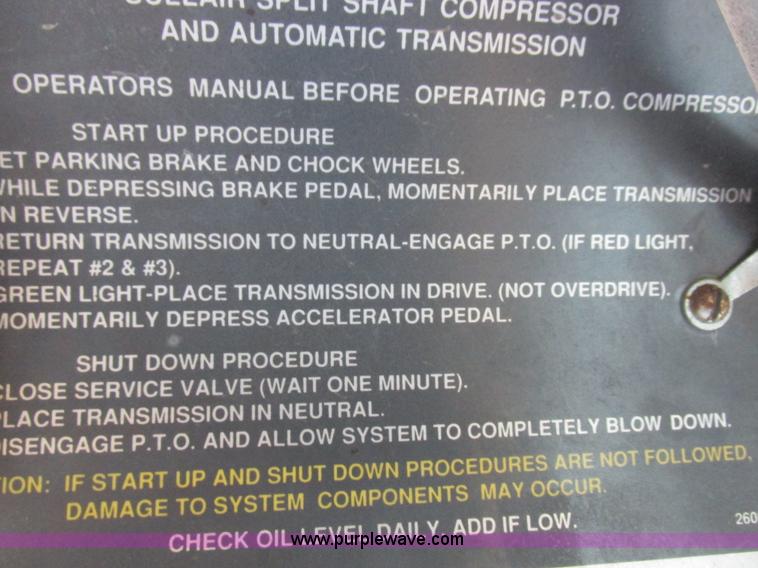 SULLAIR SPLIT SHAFT COMPRESSOR
AND AUTOMATIC TRANSMISSION
OPERATORS MANUAL BEFORE OPERATING P.T.O. COMPRESSO
START UP PROCEDURE
ET PARKING BRAKE AND CHOCK WHEELS.
WHILE DEPRESSING BRAKE PEDAL, MOMENTARILY PLACE TRANSMISSION
N REVERSE.
RETURN TRANSMISSION TO NEUTRAL-ENGAGE P.T.O. (IF RED LIGHT,
REPEAT #2 & #3).
GREEN LIGHT-PLACE TRANSMISSION IN DRIVE. (NOT OVERDRIVE).
MOMENTARILY DEPRESS ACCELERATOR PEDAL.
SHUT DOWN PROCEDURE
CLOSE SERVICE VALVE (WAIT ONE MINUTE).
PLACE TRANSMISSION IN NEUTRAL.
DISENGAGE P.T.O. AND ALLOW SYSTEM TO COMPLETELY BLOW DOWN.
TION: IF START UP AND SHUT DOWN PROCEDURES ARE NOT FOLLOWED,
DAMAGE TO SYSTEM COMPONENTS MAY OCCUR.
CHECK OIL LEVEL DAILY, ADD IF LOW.
260
www.purplewave.com